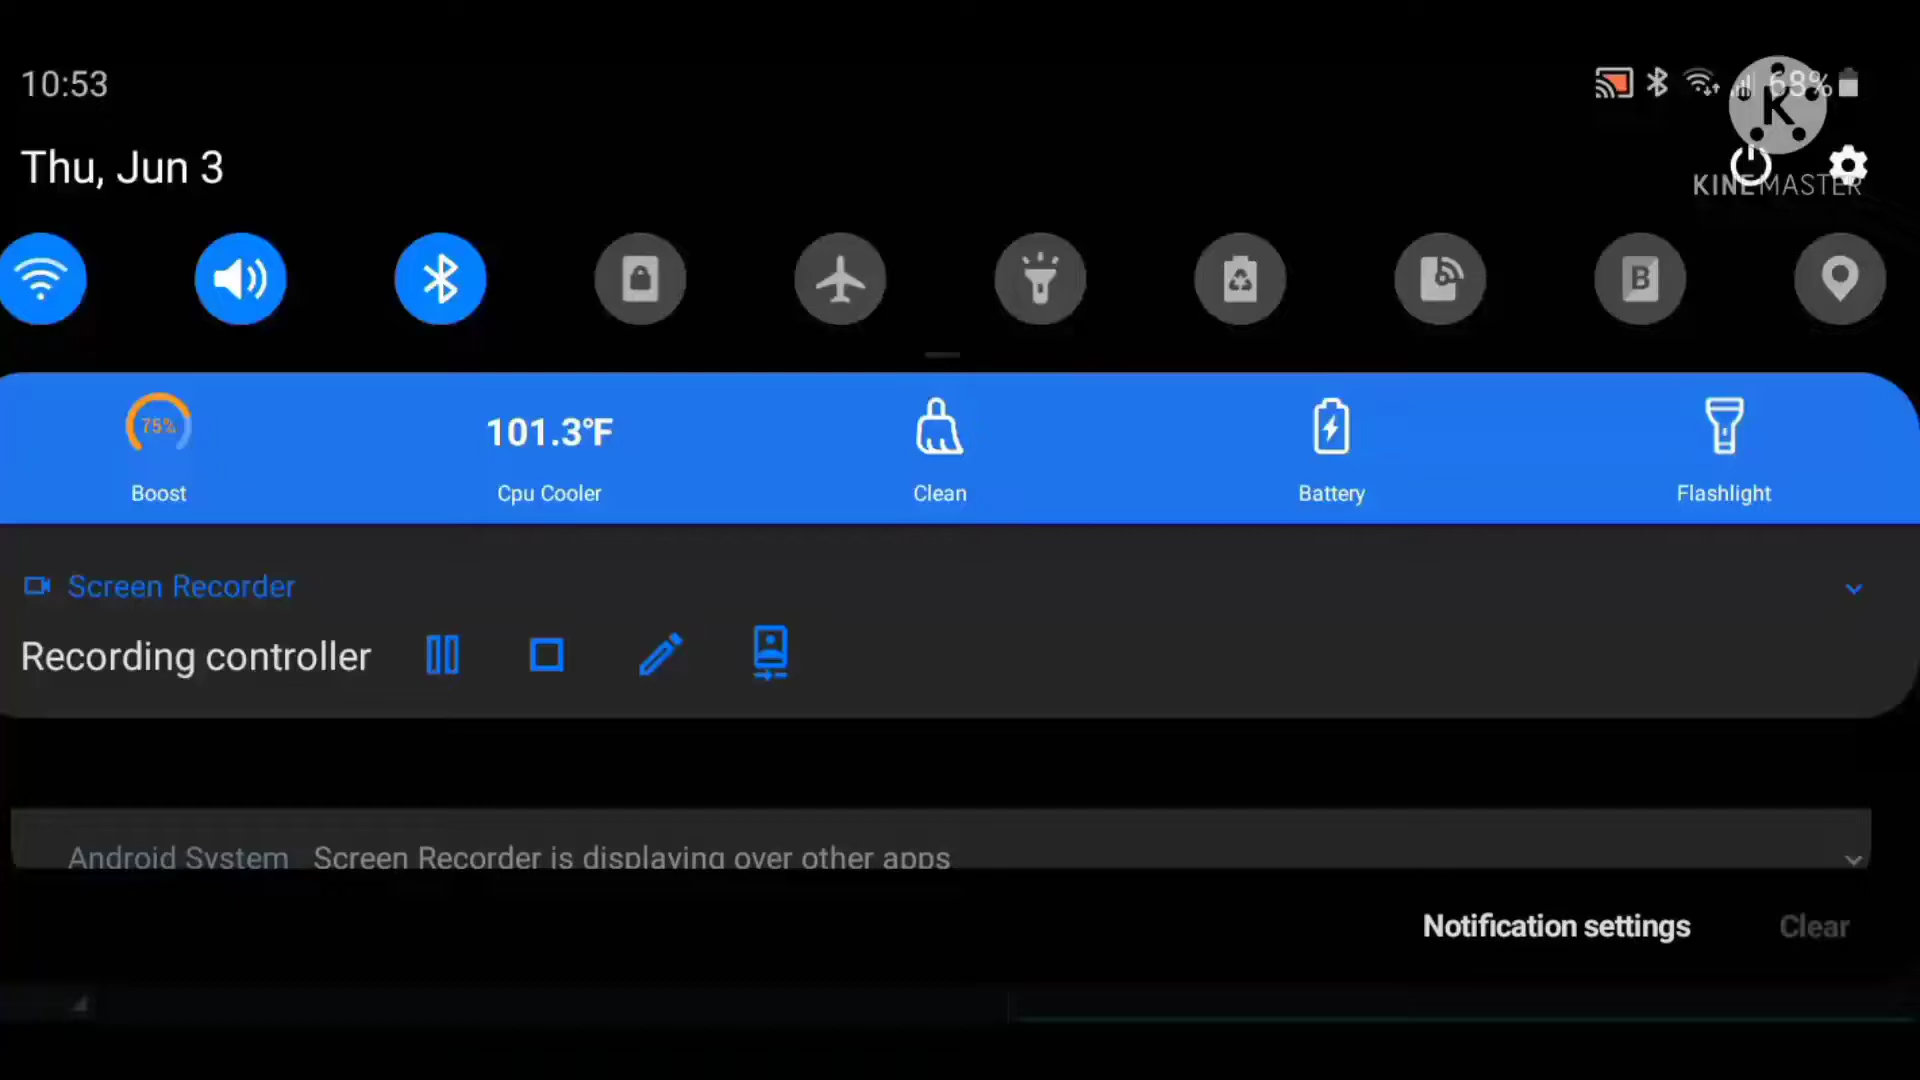 10:53
68%
Thu, Jun 3
K
KINEMASTER
B
75%
101.3°F
Boost
Cpu Cooler
Clean
Battery
Flashlight
Screen Recorder
Recording controller
Android System Screen Recorder is displaying over other apps
Notification settings
Clear